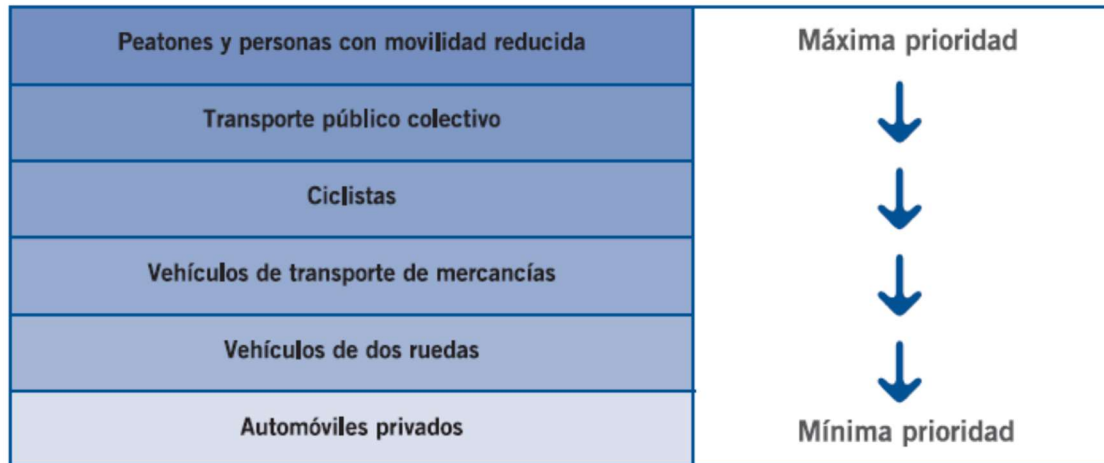 Peatones y personas con movilidad reducida
Máxima prioridad
Transporte público colectivo
Ciclistas
Vehículos de transporte de mercancías
Vehículos de dos ruedas
Automóviles privados
Mínima prioridad